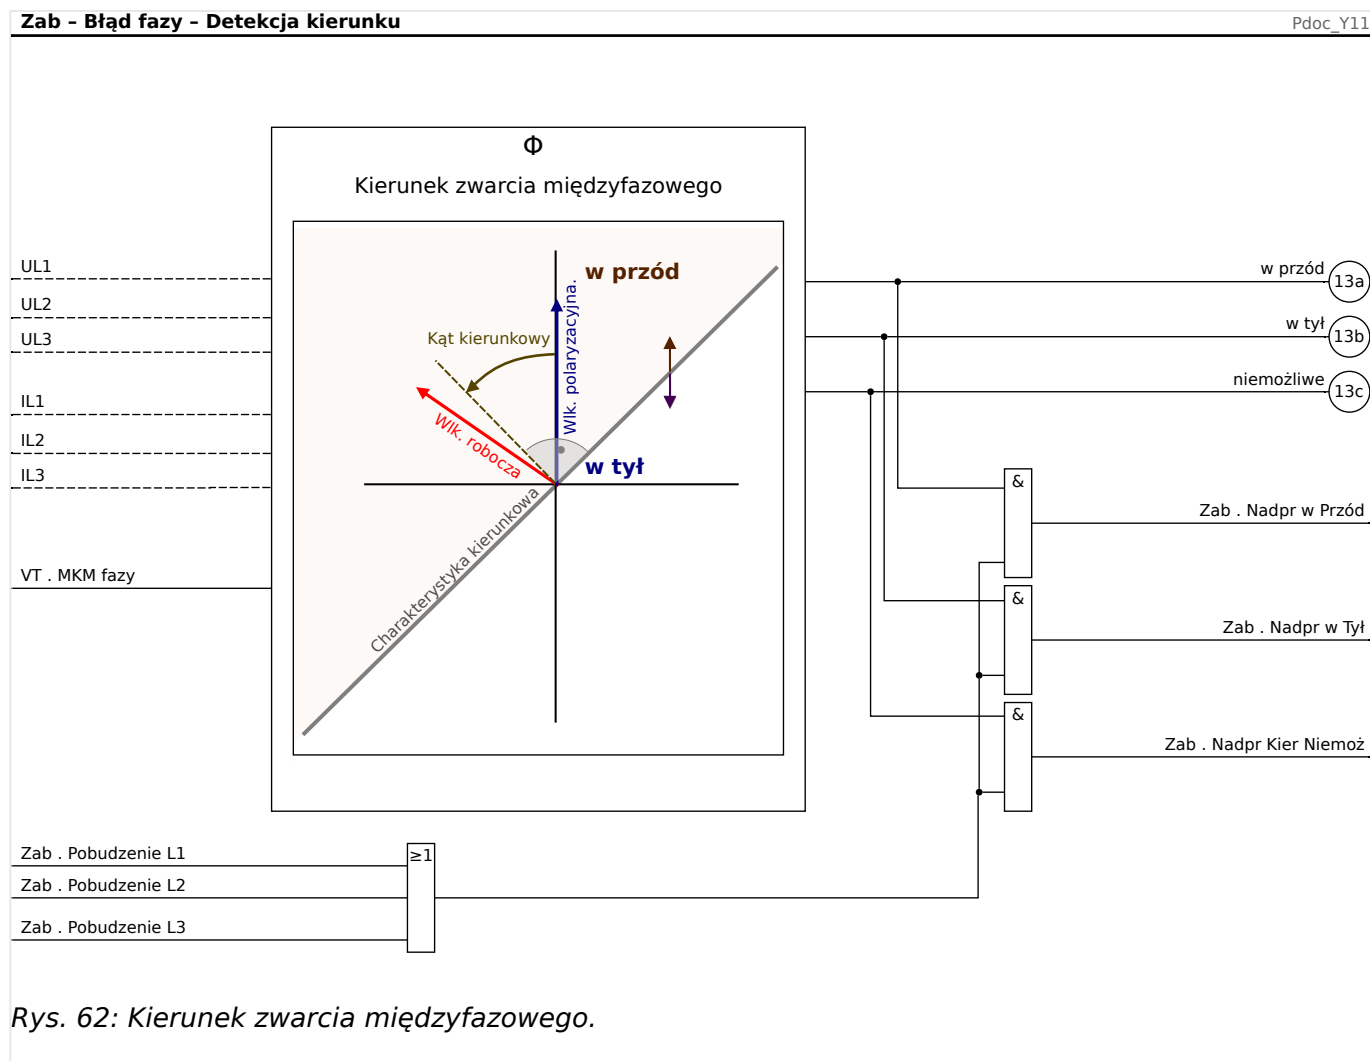 Zab – Błąd fazy – Detekcja kierunku
Pdoc_Y11
Φ
Kierunek zwarcia międzyfazowego
UL1
UL2
UL3
IL1
IL2
IL3
VT . MKM fazy
w przód
Wlk. polaryzacyjna.
Kąt kierunkowy
Wlk. robocza
w tył
Charakterystyka kierunkowa
w przód
13a
w tył
13b
niemożliwe
13c
&
Zab . Nadpr w Przód
&
Zab . Nadpr w Tył
&
Zab . Nadpr Kier Niemoż
Zab . Pobudzenie L1
Zab . Pobudzenie L2
Zab . Pobudzenie L3
≥1
Rys. 62: Kierunek zwarcia międzyfazowego.